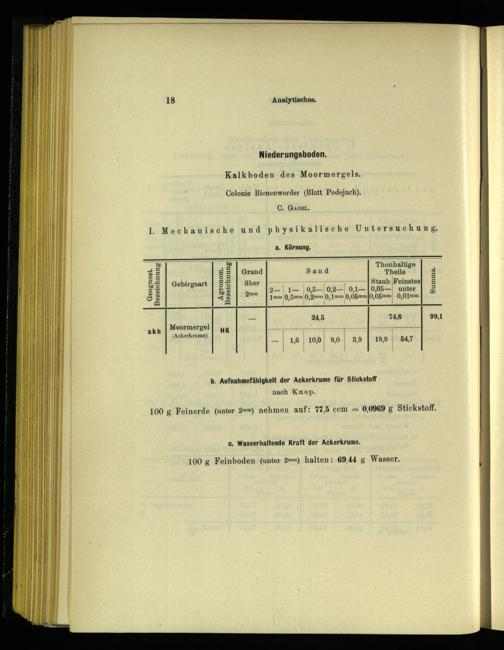 18 Analytisches.
Niederungsboden.
Kalkboden des Moormergels.
Colonie Bienenwerder (Blatt Podejuch).
C. Gagel.
I. Mechanische und physikalische Untersuchung.
a. Körnung.
Geognost. Bezeichnung
Gebirgsart
Agronom. Bezeichnung
Grand über 2mm
Sand
2— 1mm
1— 0,5mm
0,5— 0,2mm
0,2— 0,1mm
0,1— 0,05mm
Thonhaltige Theile
Staub 0,05— 0,01mm
Feinstes unter 0,01mm
Summa.
akh Moormergel (Ackerkrume) HK — 24,5 74,6 99,1
— 1,6 10,0 9,0 3,9 19,9 54,7
b. Aufnahmefähigkeit der Ackerkrume für Stickstoff
nach Knop.
100 g Feinerde (unter 2mm) nehmen auf: 77,5 ccm = 0,0969 g Stickstoff.
c. Wasserhaltende Kraft der Ackerkrume.
100 g Feinboden (unter 2mm) halten: 69,44 g Wasser.